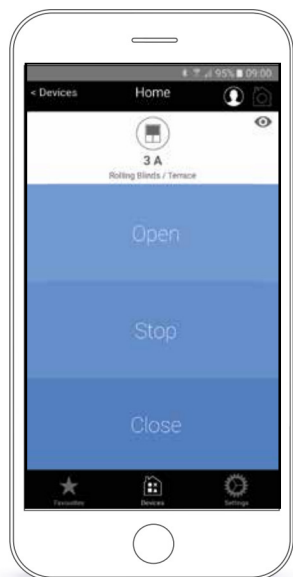 95% 09:00
< Devices Home
3 A
Rolling Blinds / Terrace
Open
Stop
Close
Favourites Devices Settings